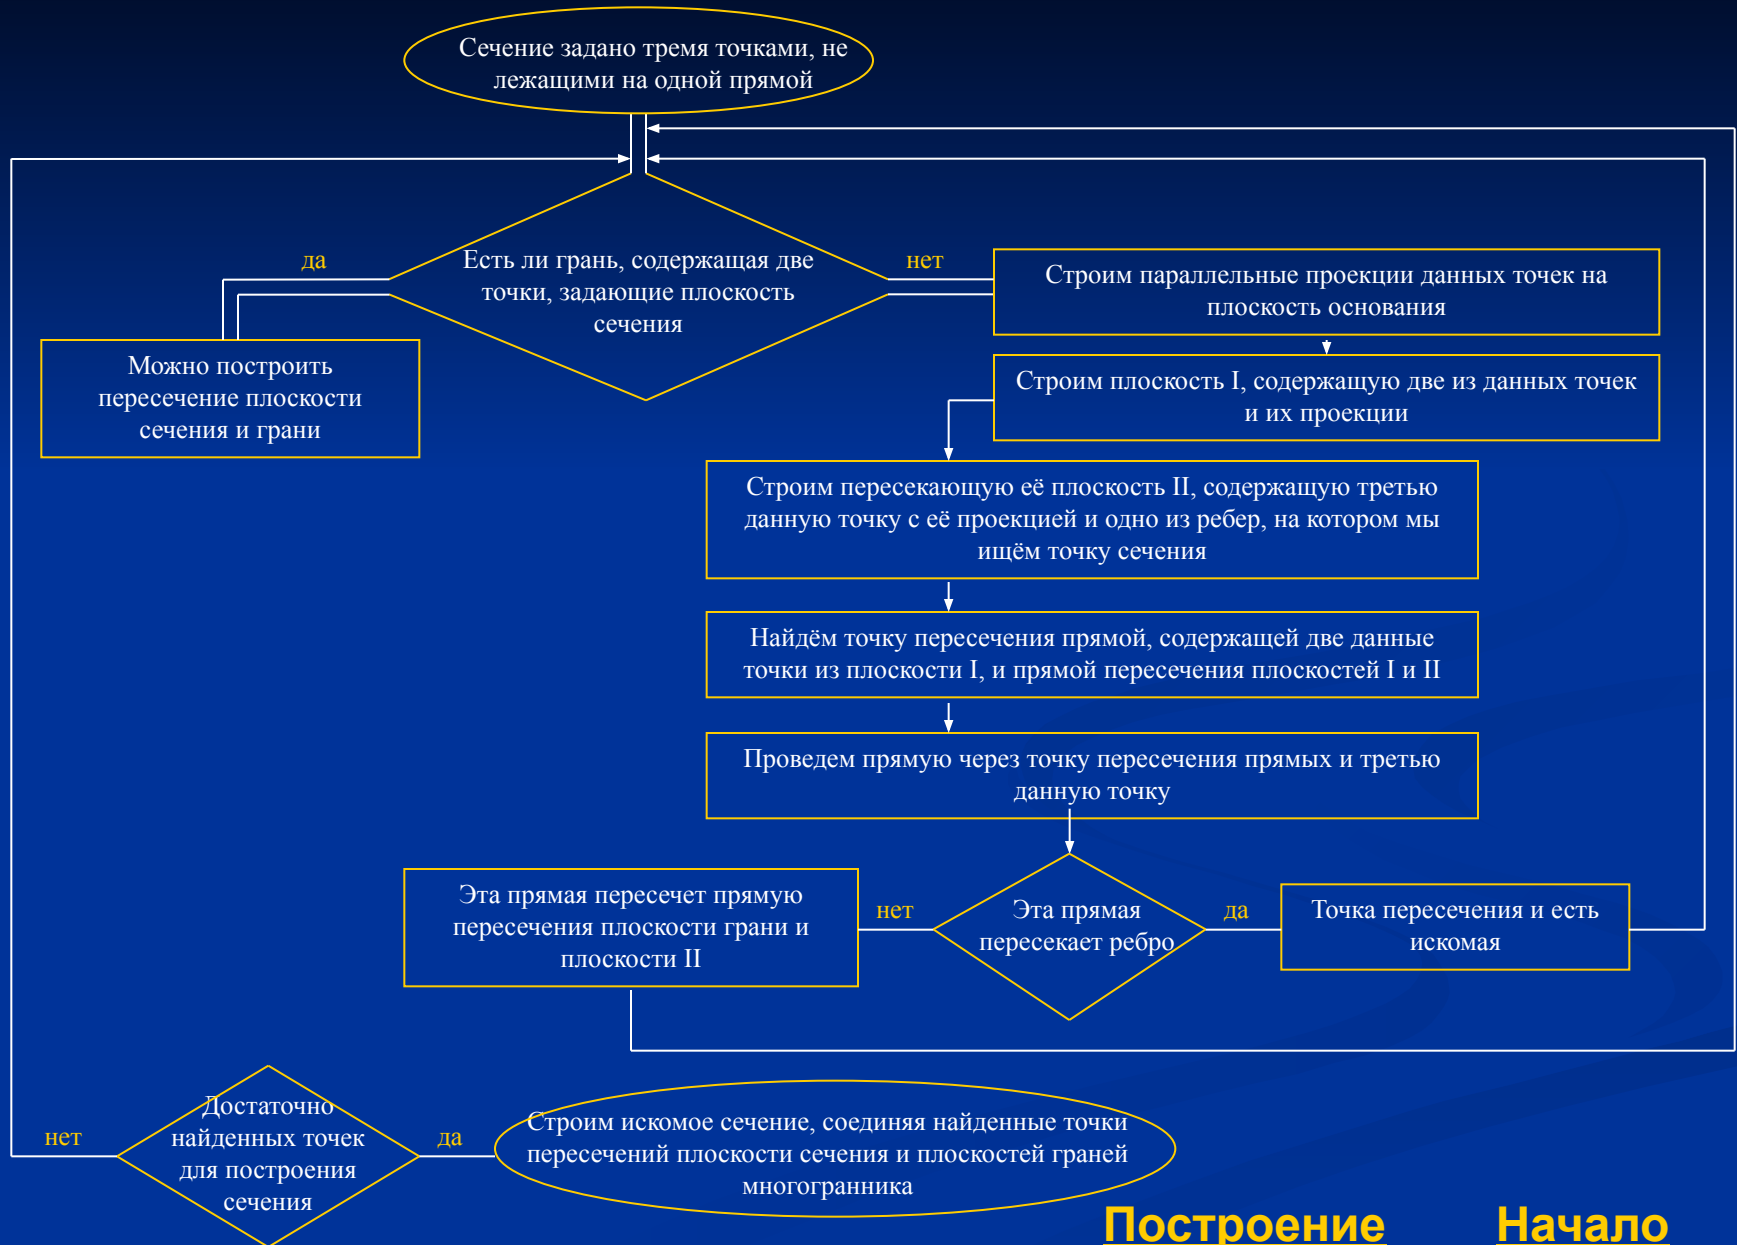 Сечение задано тремя точками, не
лежащими на одной прямой
да
Есть ли грань, содержащая две
точки, задающие плоскость
сечения
нет
Строим параллельные проекции данных точек на
плоскость основания
Можно построить
пересечение плоскости
сечения и грани
Строим плоскость I, содержащую две из данных точек
и их проекции
Строим пересекающую её плоскость II, содержащую третью
данную точку с её проекцией и одно из ребер, на котором мы
ищём точку сечения
Найдём точку пересечения прямой, содержащей две данные
точки из плоскости I, и прямой пересечения плоскостей I и II
Проведем прямую через точку пересечения прямых и третью
данную точку
Эта прямая пересечет прямую
пересечения плоскости грани и
плоскости II
нет
Эта прямая
пересекает ребро
да
Точка пересечения и есть
искомая
нет
Достаточно
найденных точек
для построения
сечения
да
Строим искомое сечение, соединяя найденные точки
пересечений плоскости сечения и плоскостей граней
многогранника
Построение
Начало